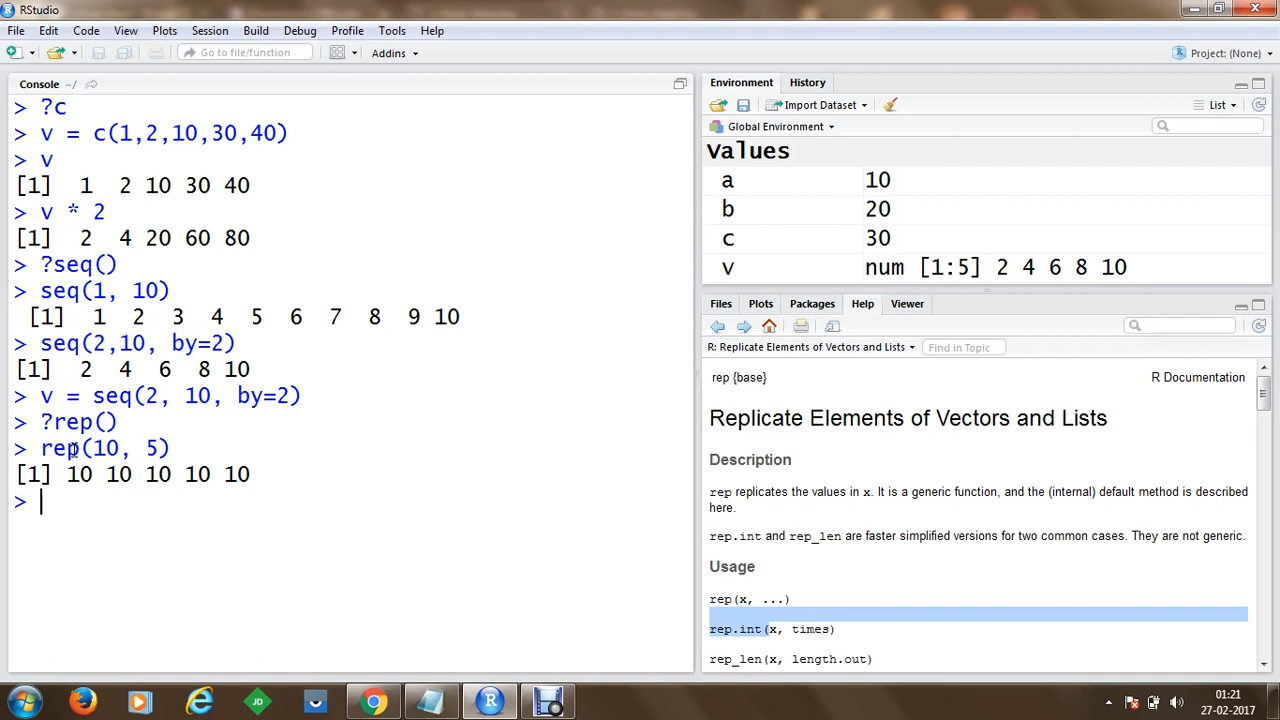 RStudio
File Edit Code View Plots Session Build Debug Profile Tools Help
Go to file/function Addins Project: (None)
Console ~/
> ?c
> v = c(1,2,10,30,40)
> v
[1]  1  2 10 30 40
> v * 2
[1]  2  4 20 60 80
> ?seq()
> seq(1, 10)
[1]  1  2  3  4  5  6  7  8  9 10
> seq(2,10, by=2)
[1]  2  4  6  8 10
> v = seq(2, 10, by=2)
> ?rep()
> rep(10, 5)
[1] 10 10 10 10 10
>
Environment History
Import Dataset List
Global Environment
Values
a 10
b 20
c 30
v num [1:5] 2 4 6 8 10
Files Plots Packages Help Viewer
R: Replicate Elements of Vectors and Lists Find in Topic
rep {base} R Documentation
Replicate Elements of Vectors and Lists
Description
rep replicates the values in x. It is a generic function, and the (internal) default method is described
here.
rep.int and rep_len are faster simplified versions for two common cases. They are not generic.
Usage
rep(x, ...)
rep.int(x, times)
rep_len(x, length.out)
JD
01:21
27-02-2017